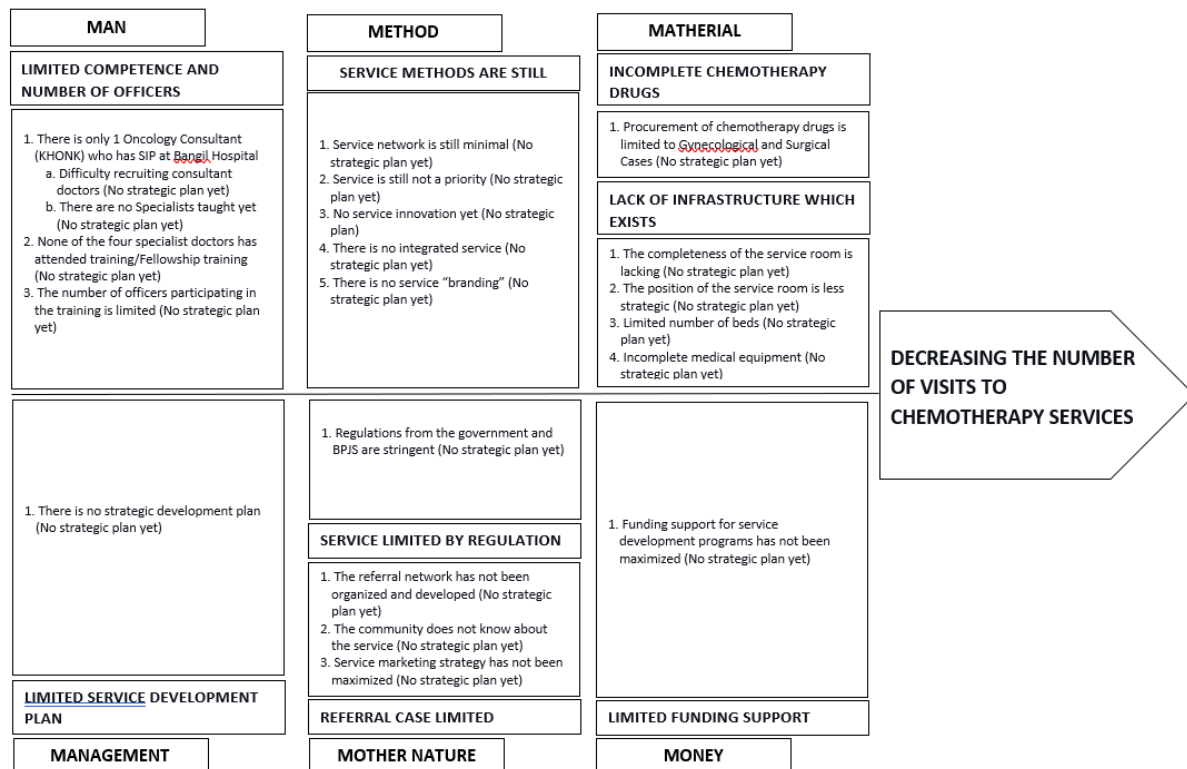 MAN
LIMITED COMPETENCE AND
NUMBER OF OFFICERS
1. There is only 1 Oncology Consultant
(KHONK) who has SIP at Bangil Hospital
a. Difficulty recruiting consultant
doctors (No strategic plan yet)
b. There are no Specialists taught yet
(No strategic plan yet)
2. None of the four specialist doctors has
attended training/Fellowship training
(No strategic plan yet)
3. The number of officers participating in
the training is limited (No strategic plan
yet)
METHOD
SERVICE METHODS ARE STILL
1. Service network is still minimal (No
strategic plan yet)
2. Service is still not a priority (No strategic
plan yet)
3. No service innovation yet (No strategic
plan)
4. There is no integrated service (No
strategic plan yet)
5. There is no service “branding” (No
strategic plan yet)
MATHERIAL
INCOMPLETE CHEMOTHERAPY
DRUGS
1. Procurement of chemotherapy drugs is
limited to Gynecological and Surgical
Cases (No strategic plan yet)
LACK OF INFRASTRUCTURE WHICH
EXISTS
1. The completeness of the service room is
lacking (No strategic plan yet)
2. The position of the service room is less
strategic (No strategic plan yet)
3. Limited number of beds (No strategic
plan yet)
4. Incomplete medical equipment (No
strategic plan yet)
DECREASING THE NUMBER
OF VISITS TO
CHEMOTHERAPY SERVICES
1. There is no strategic development plan
(No strategic plan yet)
LIMITED SERVICE DEVELOPMENT
PLAN
MANAGEMENT
1. Regulations from the government and
BPJS are stringent (No strategic plan yet)
SERVICE LIMITED BY REGULATION
1. The referral network has not been
organized and developed (No strategic
plan yet)
2. The community does not know about
the service (No strategic plan yet)
3. Service marketing strategy has not been
maximized (No strategic plan yet)
REFERRAL CASE LIMITED
MOTHER NATURE
1. Funding support for service
development programs has not been
maximized (No strategic plan yet)
LIMITED FUNDING SUPPORT
MONEY